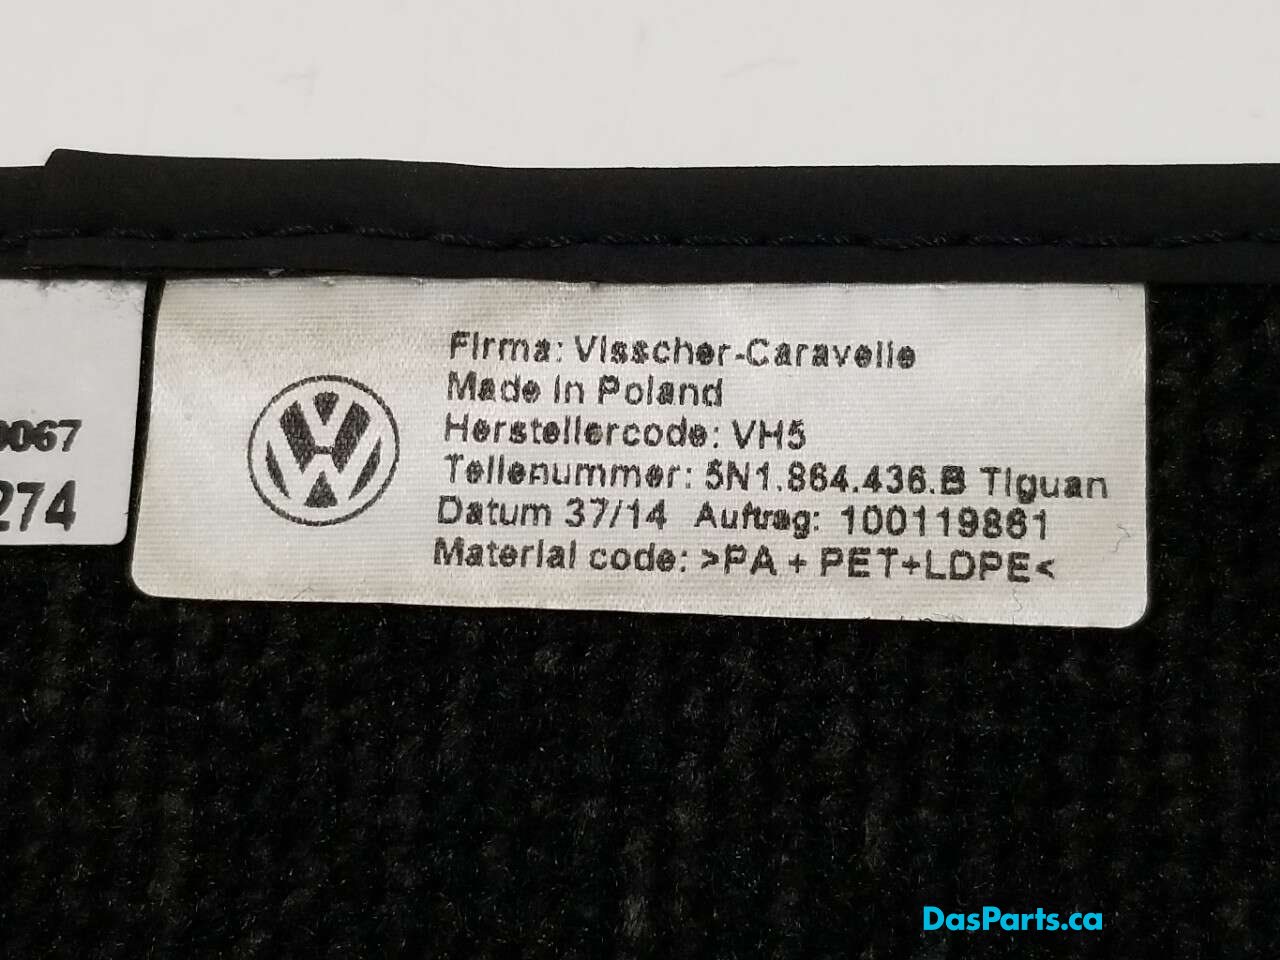 Firma: Visscher-Caravelle
Made in Poland
Herstellercode: VH5
Teilenummer: 5N1.864.436.B Tiguan
Datum 37/14 Auftrag: 100119861
Material code: >PA + PET+LDPE<
0067
274
DasParts.ca